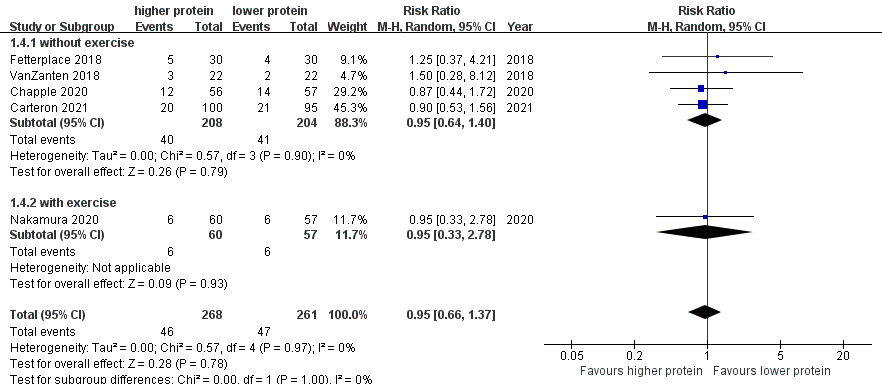 higher protein lower protein Risk Ratio Risk Ratio
Study or Subgroup Events Total Events Total Weight M-H, Random, 95% CI Year M-H, Random, 95% CI
1.4.1 without exercise
Fetterplace 2018 5 30 4 30 9.1% 1.25 [0.37, 4.21] 2018
VanZanten 2018 3 22 2 22 4.7% 1.50 [0.28, 8.12] 2018
Chapple 2020 12 56 14 57 29.2% 0.87 [0.44, 1.72] 2020
Carteron 2021 20 100 21 95 45.3% 0.90 [0.53, 1.56] 2021
Subtotal (95% CI) 208 204 88.3% 0.95 [0.64, 1.40]
Total events 40 41
Heterogeneity: Tau² = 0.00; Chi² = 0.57, df = 3 (P = 0.90); I² = 0%
Test for overall effect: Z = 0.26 (P = 0.79)
1.4.2 with exercise
Nakamura 2020 6 60 6 57 11.7% 0.95 [0.33, 2.78] 2020
Subtotal (95% CI) 60 57 11.7% 0.95 [0.33, 2.78]
Total events 6 6
Heterogeneity: Not applicable
Test for overall effect: Z = 0.09 (P = 0.93)
Total (95% CI) 268 261 100.0% 0.95 [0.66, 1.37]
Total events 46 47
Heterogeneity: Tau² = 0.00; Chi² = 0.57, df = 4 (P = 0.97); I² = 0%
Test for overall effect: Z = 0.28 (P = 0.78)
Test for subgroup differences: Chi² = 0.00, df = 1 (P = 1.00), I² = 0%
0.05 0.2 1 5 20
Favours higher protein Favours lower protein